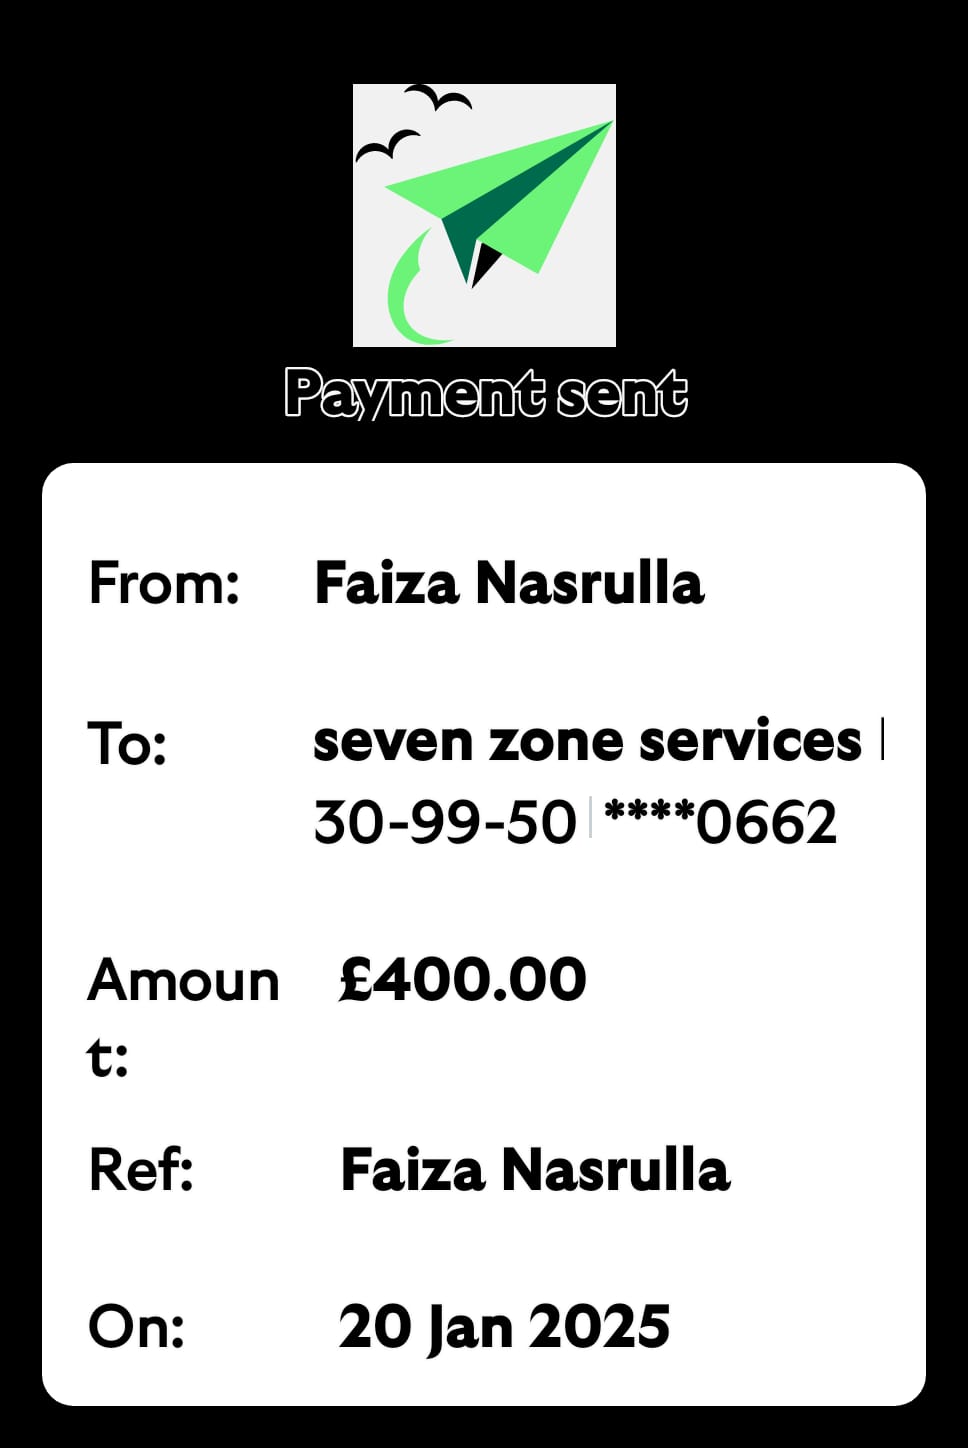 Payment sent
From: Faiza Nasrulla
To: seven zone services
30-99-50 ****0662
Amoun £400.00
t:
Ref: Faiza Nasrulla
On: 20 Jan 2025